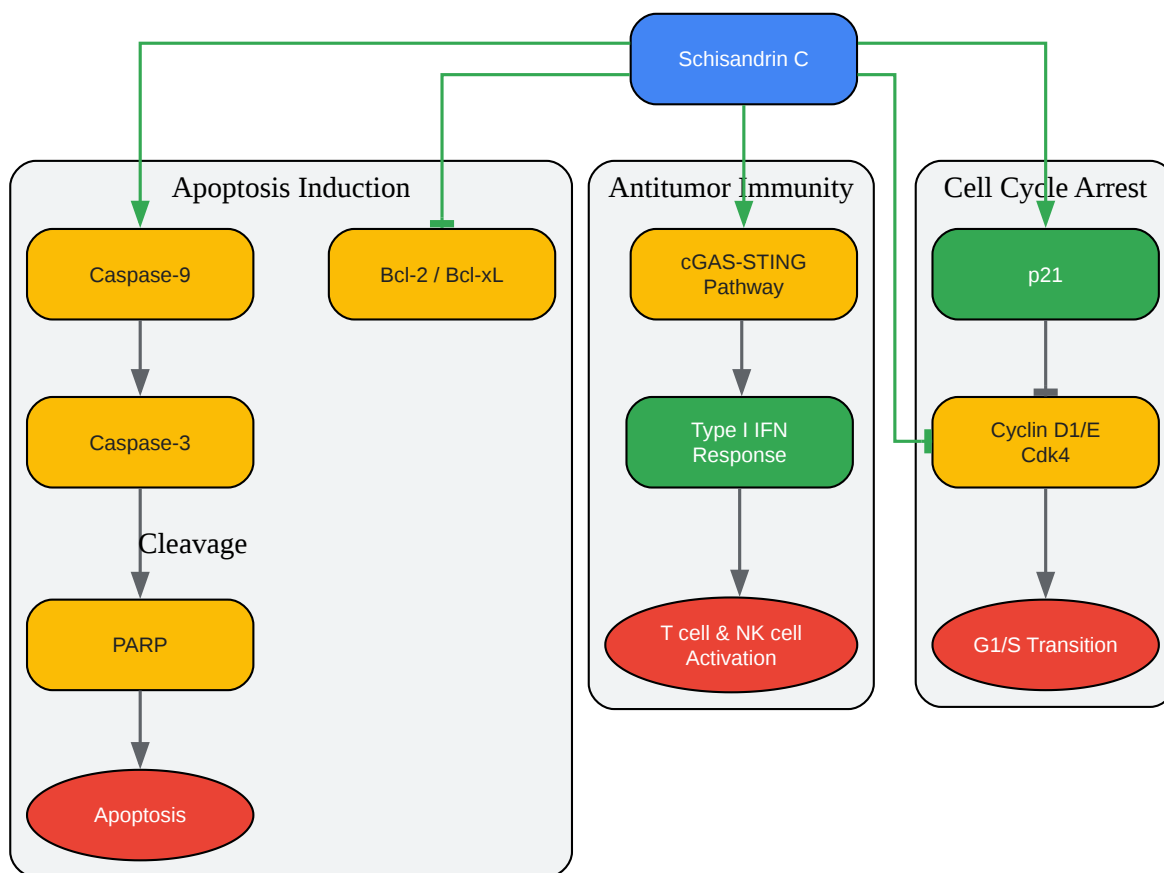 Schisandrin C
Apoptosis Induction
Antitumor Immunity
Cell Cycle Arrest
Caspase-9
Bcl-2 / Bcl-xL
cGAS-STING
Pathway
p21
Caspase-3
Type I IFN
Response
Cyclin D1/E
Cdk4
Cleavage
PARP
T cell & NK cell
Activation
G1/S Transition
Apoptosis